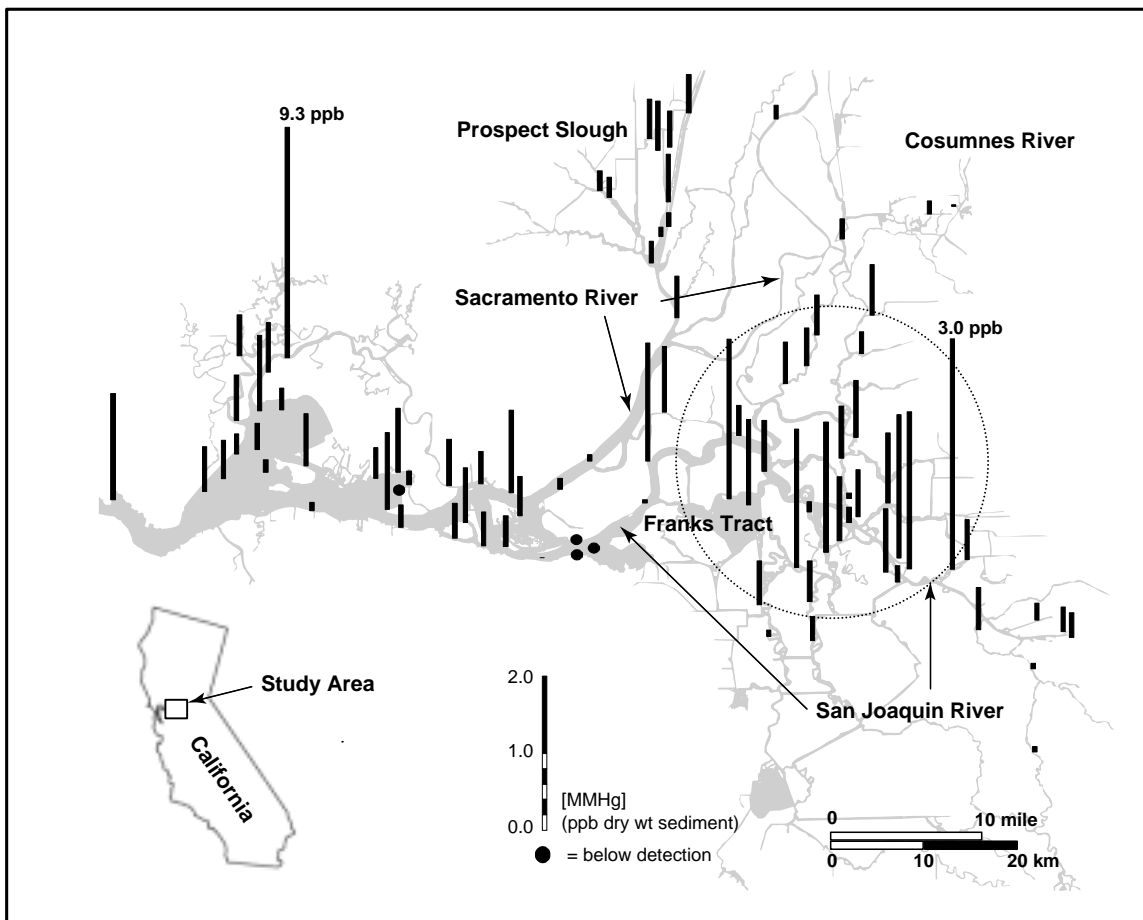 9.3 ppb
Prospect Slough
Cosumnes River
Sacramento River
3.0 ppb
Franks Tract
San Joaquin River
Study Area
California
2.0
1.0
0.0
[MMHg]
(ppb dry wt sediment)
= below detection
0 10 mile
0 10 20 km